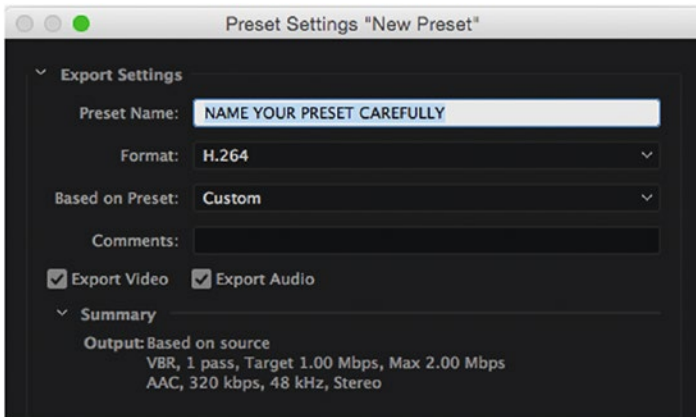 Preset Settings "New Preset"
Export Settings
Preset Name: NAME YOUR PRESET CAREFULLY
Format: H.264
Based on Preset: Custom
Comments:
Export Video Export Audio
Summary
Output: Based on source
VBR, 1 pass, Target 1.00 Mbps, Max 2.00 Mbps
AAC, 320 kbps, 48 kHz, Stereo